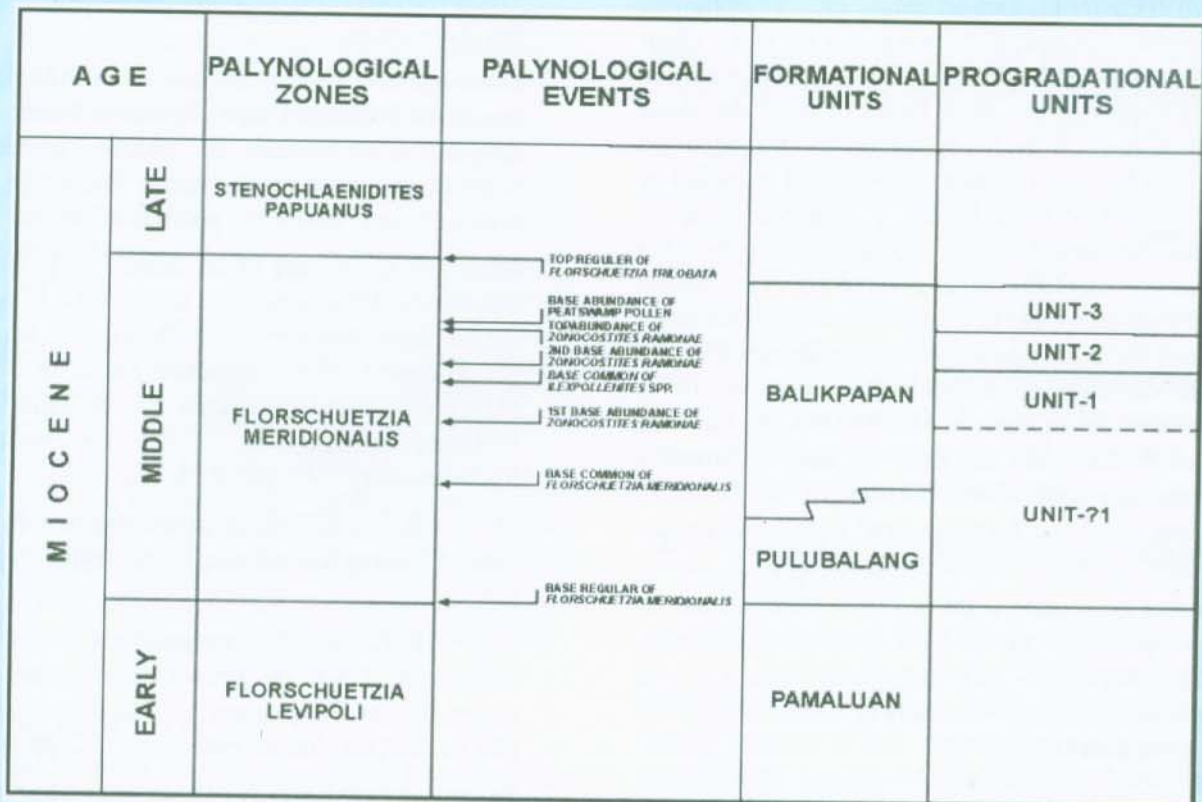 AGE
PALYNOLOGICAL
ZONES
PALYNOLOGICAL
EVENTS
FORMATIONAL
UNITS
PROGRADATIONAL
UNITS
MIOCENE
LATE
STENOCHLAENIDITES
PAPUANUS
MIDDLE
FLORSCHUETZIA
MERIDIONALIS
EARLY
FLORSCHUETZIA
LEVIPOLI
TOP REGULER OF
FLORSCHUETZIA TRILOBATA
BASE ABUNDANCE OF
PEATSWAMP POLLEN
TOPABUNDANCE OF
ZONOCOSTITES RAMONAE
2ND BASE ABUNDANCE OF
ZONOCOSTITES RAMONAE
BASE COMMON OF
ILEXPOLLENITES SPP.
1ST BASE ABUNDANCE OF
ZONOCOSTITES RAMONAE
BASE COMMON OF
FLORSCHUETZIA MERIDIONALIS
BASE REGULAR OF
FLORSCHUETZIA MERIDIONALIS
BALIKPAPAN
PULUBALANG
PAMALUAN
UNIT-3
UNIT-2
UNIT-1
UNIT-?1